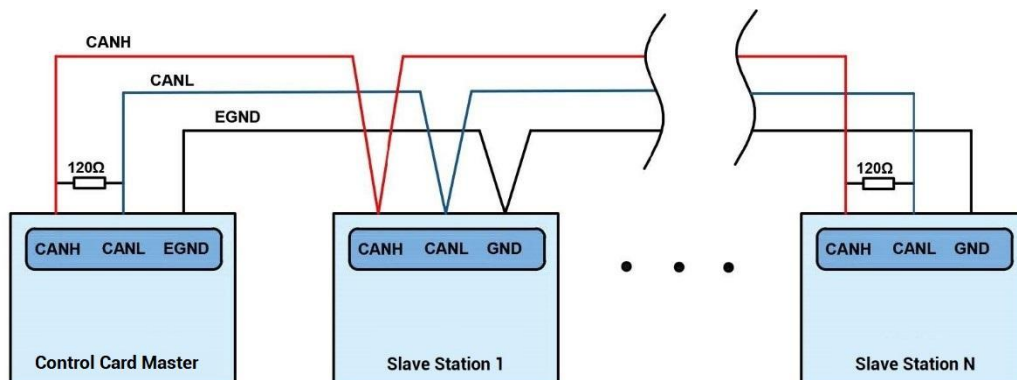 CANH
CANL
EGND
120Ω
120Ω
CANH CANL EGND
CANH CANL GND
CANH CANL GND
Control Card Master
Slave Station 1
Slave Station N